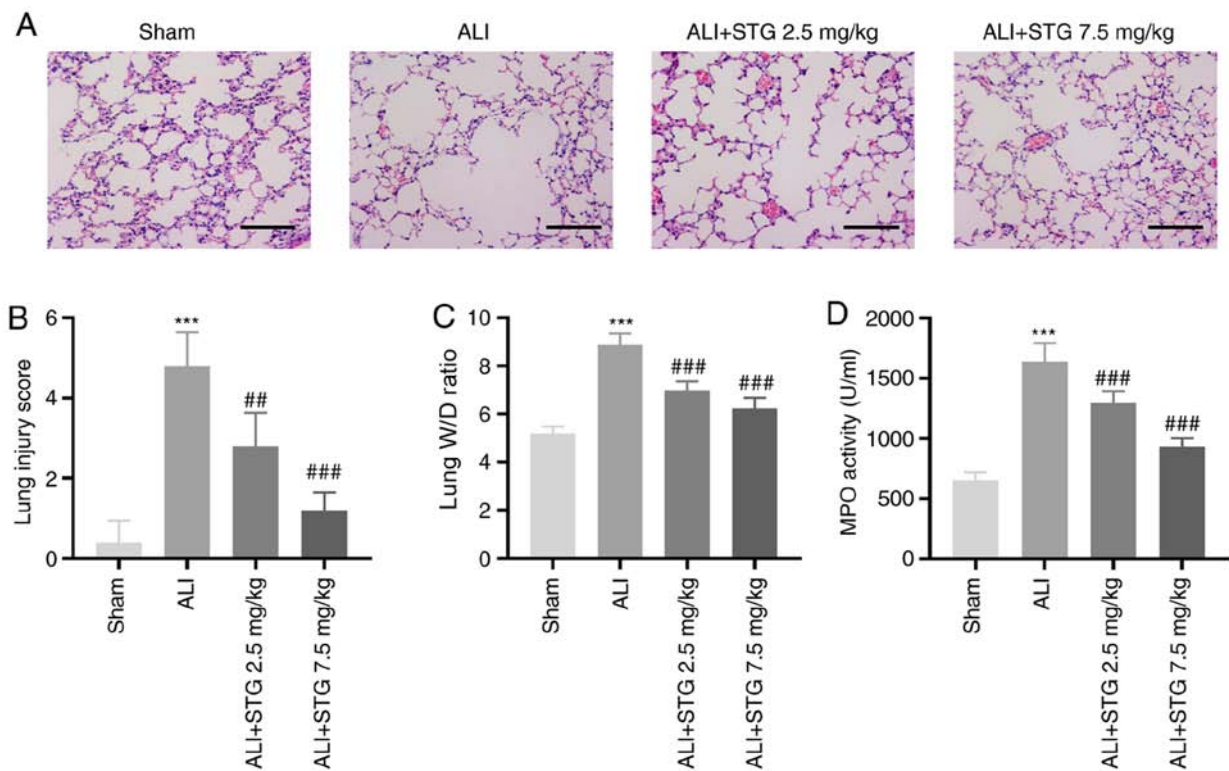 A
Sham
ALI
ALI+STG 2.5 mg/kg
ALI+STG 7.5 mg/kg
B
Lung injury score
6
4
2
0
***
##
###
Sham
ALI
ALI+STG 2.5 mg/kg
ALI+STG 7.5 mg/kg
C
Lung W/D ratio
10
8
6
4
2
0
***
###
###
Sham
ALI
ALI+STG 2.5 mg/kg
ALI+STG 7.5 mg/kg
D
MPO activity (U/ml)
2000
1500
1000
500
0
***
###
###
Sham
ALI
ALI+STG 2.5 mg/kg
ALI+STG 7.5 mg/kg